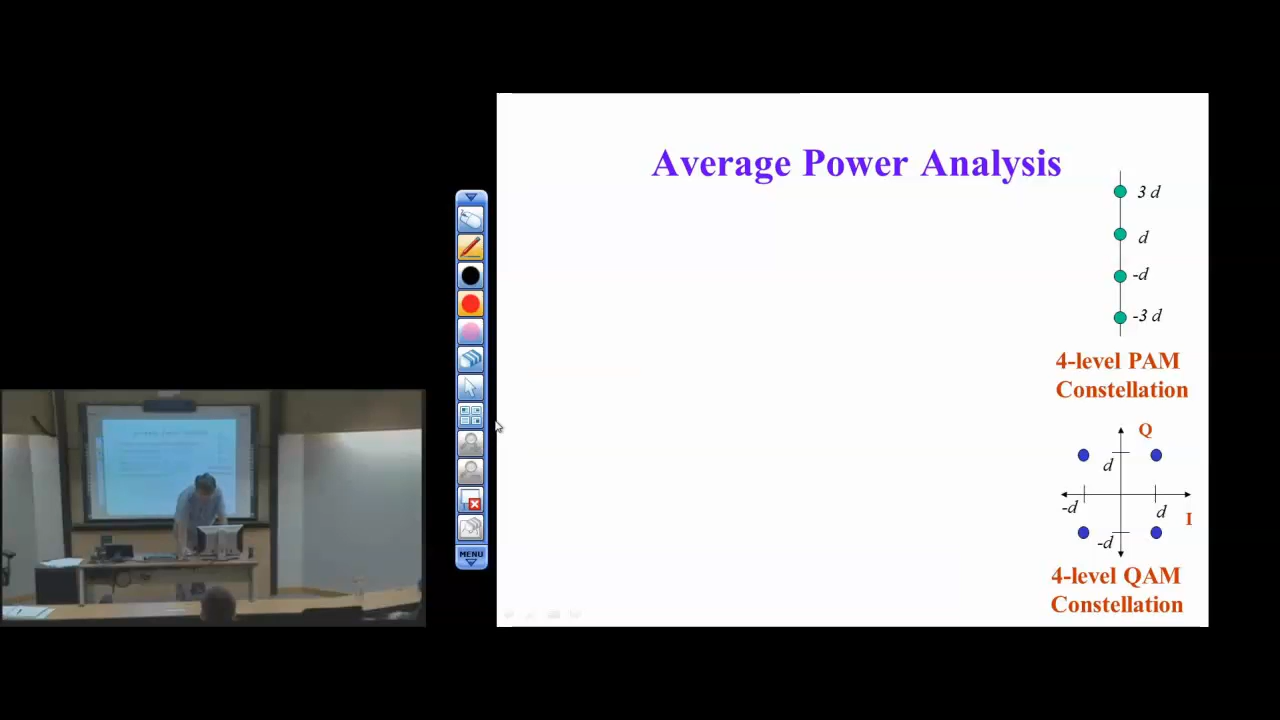 Average Power Analysis
3 d
d
-d
-3 d
4-level PAM
Constellation
Q
d
-d
d
I
-d
4-level QAM
Constellation
MENU